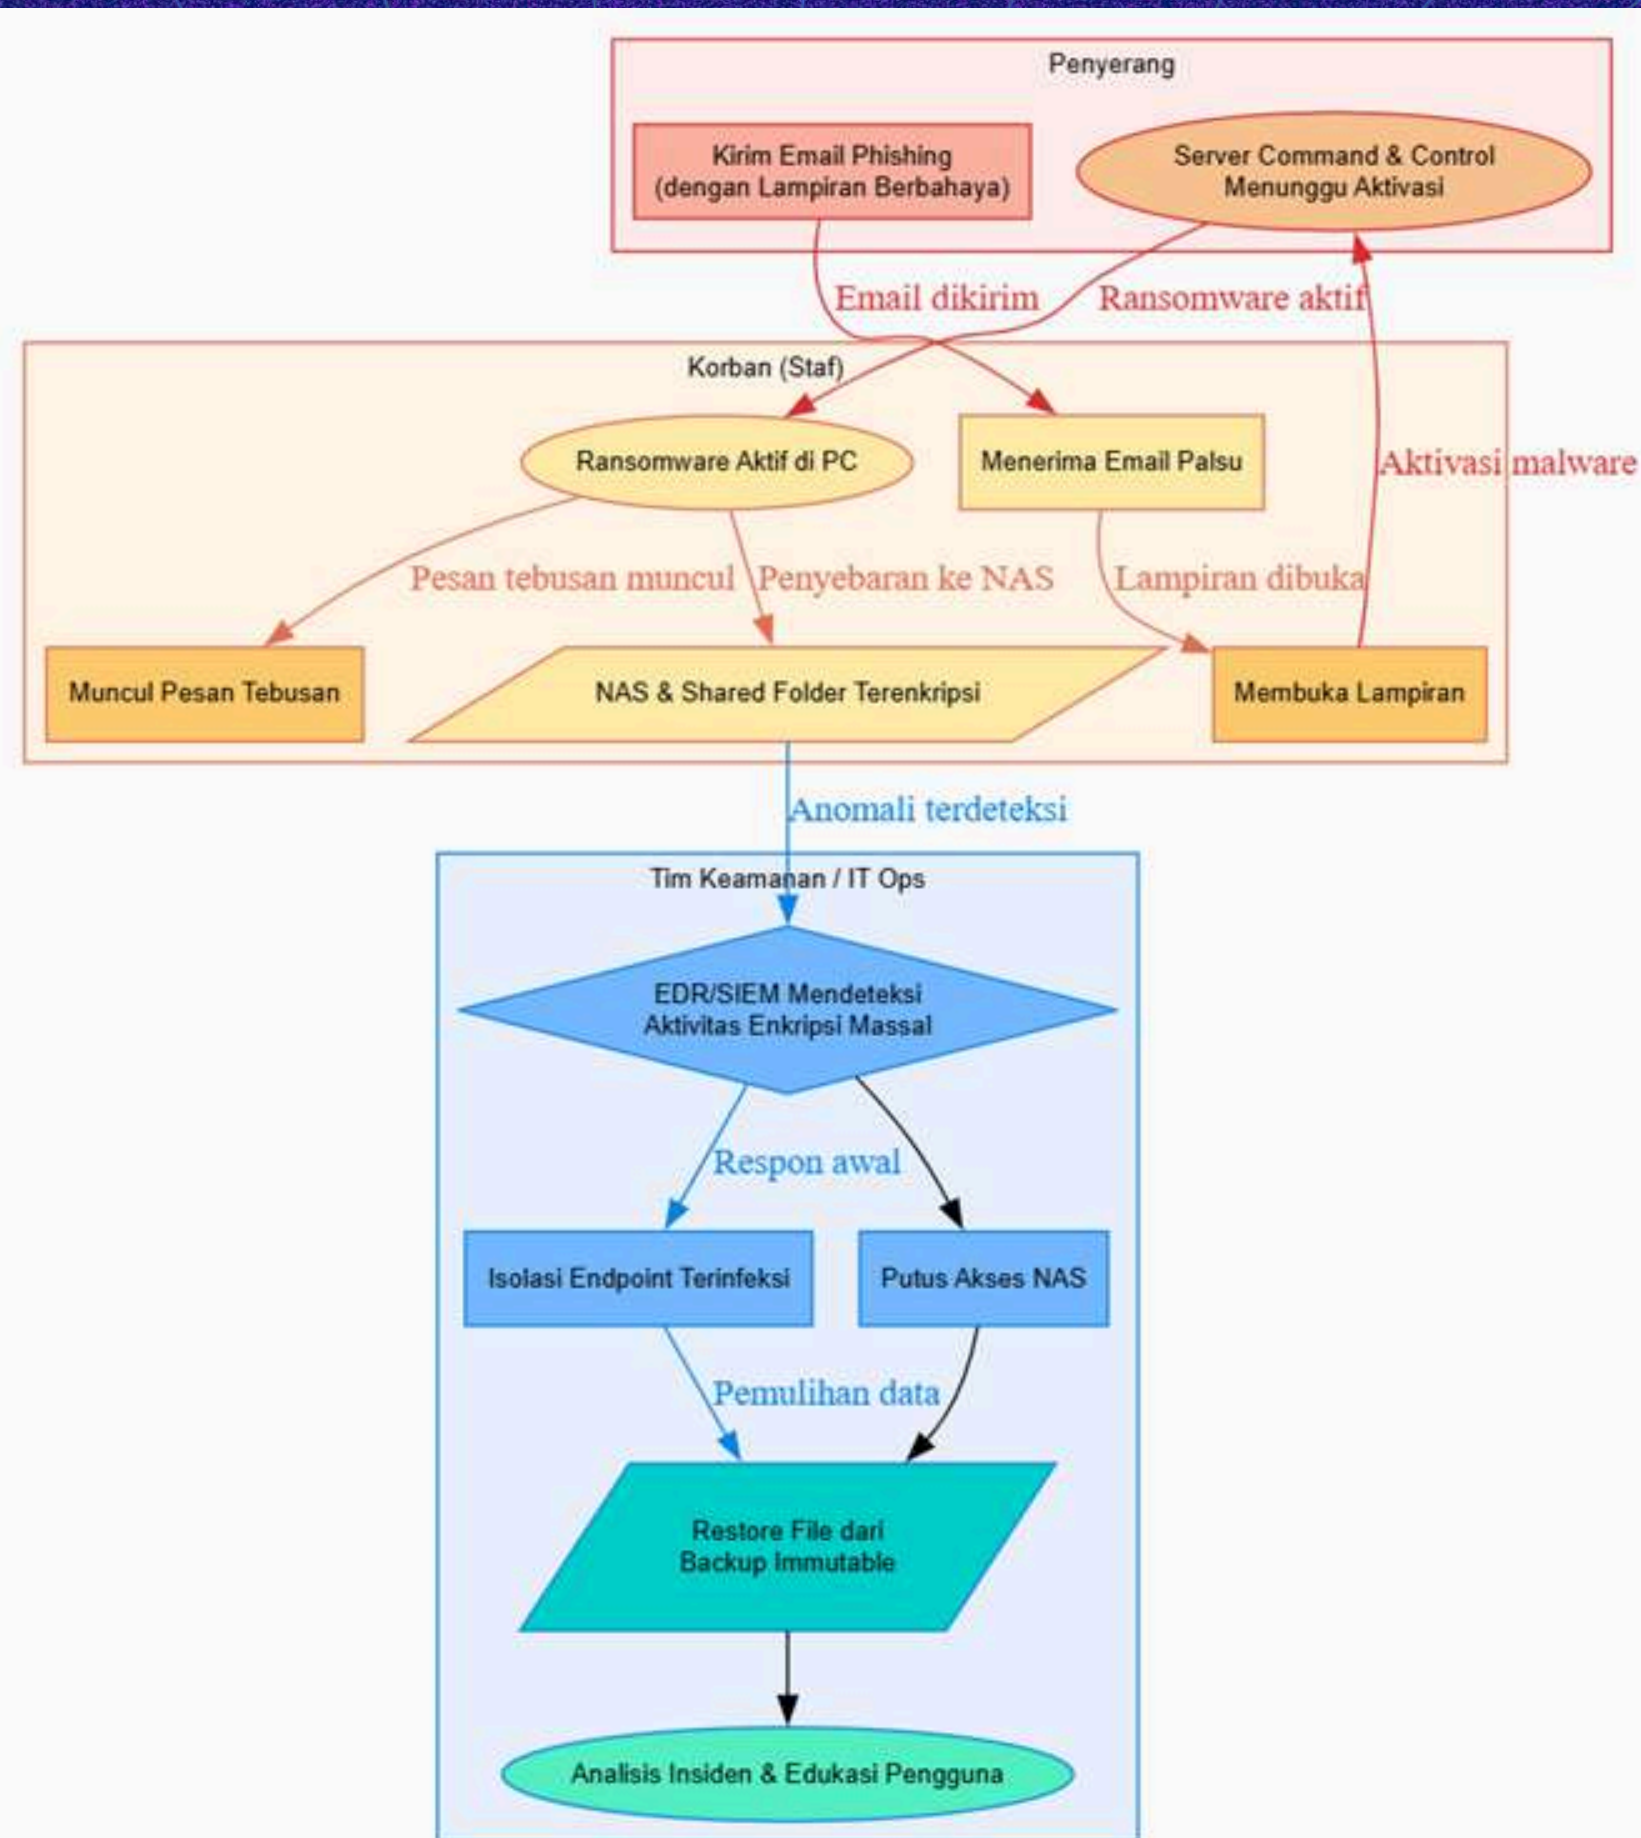 Penyerang
Kirim Email Phishing
(dengan Lampiran Berbahaya)
Server Command & Control
Menunggu Aktivasi
Email dikirim
Ransomware aktif
Korban (Staf)
Ransomware Aktif di PC
Menerima Email Palsu
Aktivasi malware
Pesan tebusan muncul
Penyebaran ke NAS
Lampiran dibuka
Muncul Pesan Tebusan
NAS & Shared Folder Terenkripsi
Membuka Lampiran
Anomali terdeteksi
Tim Keamanan / IT Ops
EDR/SIEM Mendeteksi
Aktivitas Enkripsi Massal
Respon awal
Isolasi Endpoint Terinfeksi
Putus Akses NAS
Pemulihan data
Restore File dari
Backup Immutable
Analisis Insiden & Edukasi Pengguna